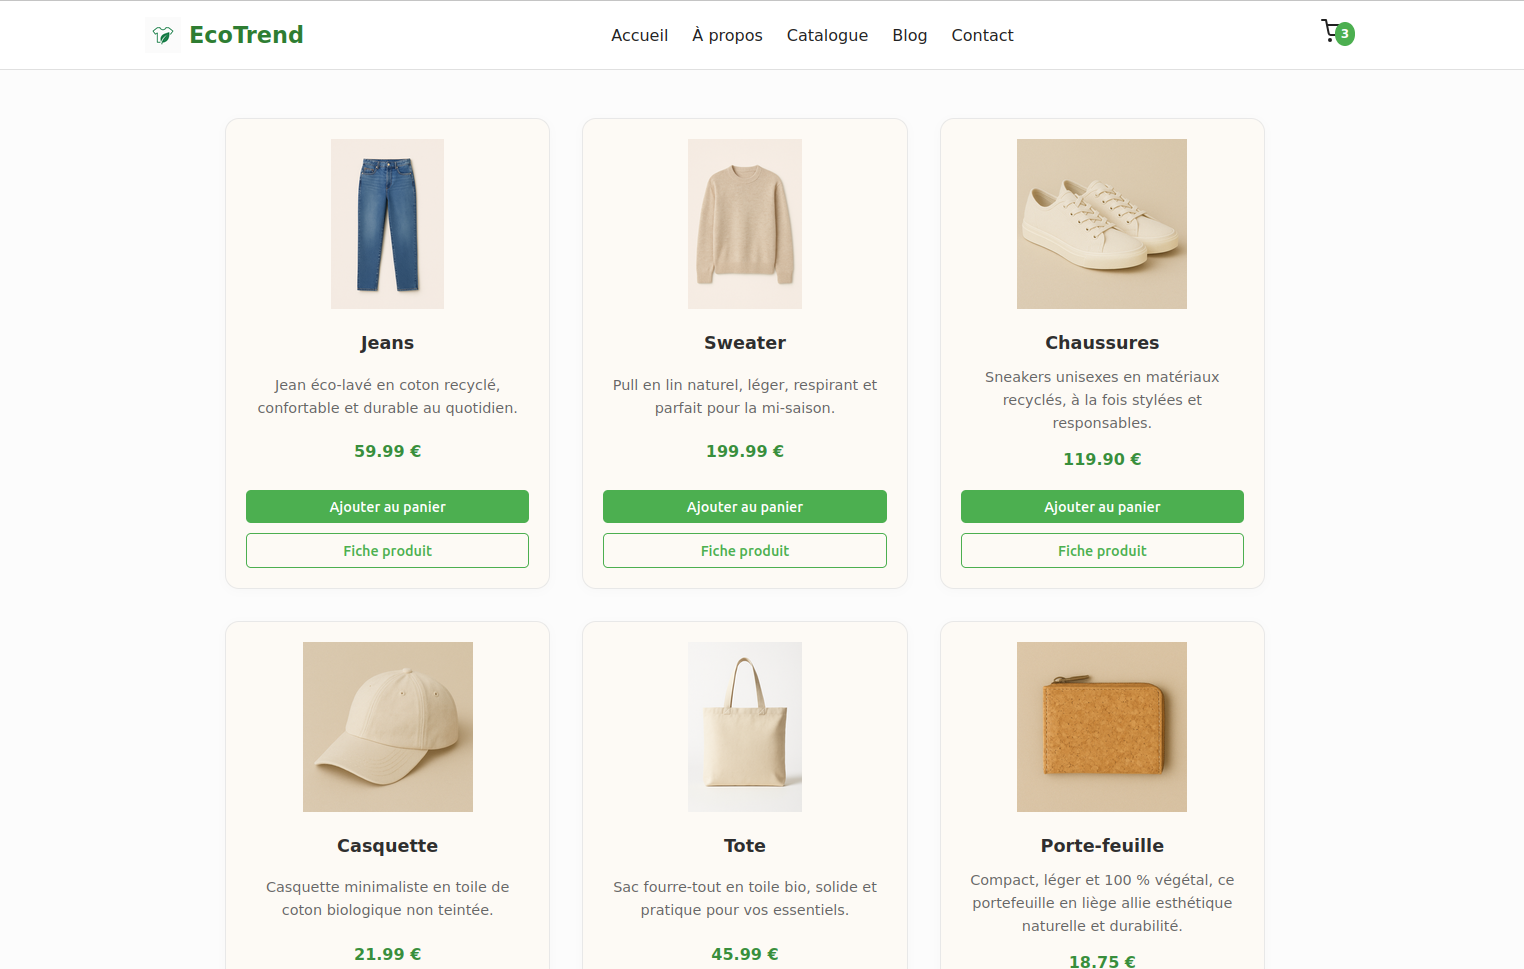 EcoTrend
Accueil À propos Catalogue Blog Contact
3
Jeans
Jean éco-lavé en coton recyclé,
confortable et durable au quotidien.
59.99 €
Ajouter au panier
Fiche produit
Sweater
Pull en lin naturel, léger, respirant et
parfait pour la mi-saison.
199.99 €
Ajouter au panier
Fiche produit
Chaussures
Sneakers unisexes en matériaux
recyclés, à la fois stylées et
responsables.
119.90 €
Ajouter au panier
Fiche produit
Casquette
Casquette minimaliste en toile de
coton biologique non teintée.
21.99 €
Tote
Sac fourre-tout en toile bio, solide et
pratique pour vos essentiels.
45.99 €
Porte-feuille
Compact, léger et 100 % végétal, ce
portefeuille en liège allie esthétique
naturelle et durabilité.
18.75 €